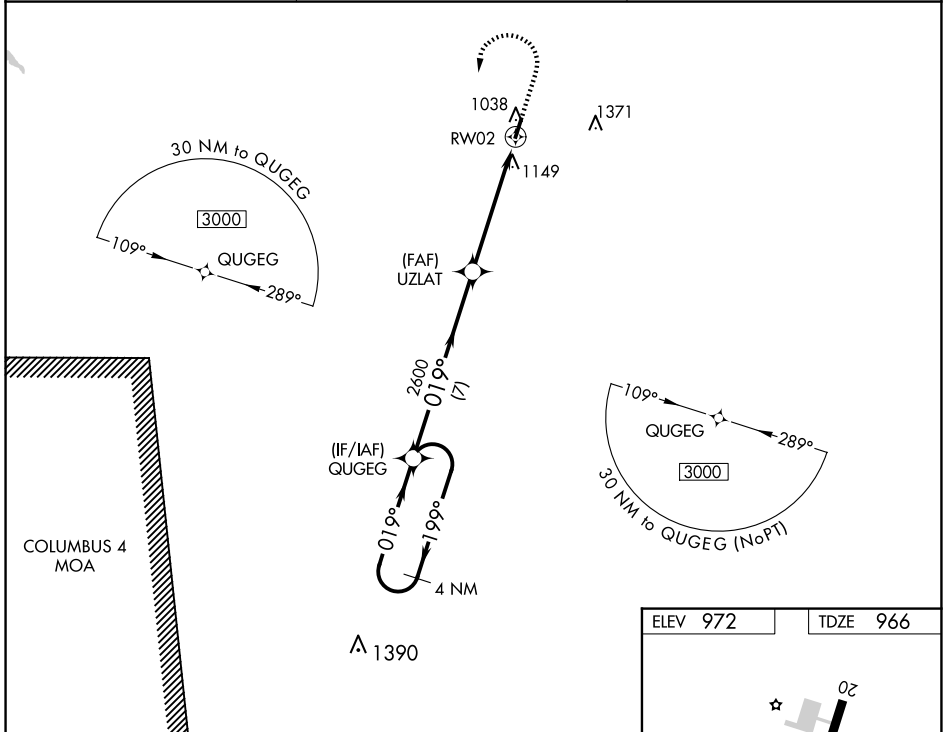 1038
1371
RW02
1149
30 NM to QUGEG
3000
109°
QUGEG
289°
(FAF)
UZLAT
2600
019°
(7)
109°
QUGEG
289°
3000
30 NM to QUGEG (NoPT)
(IF/IAF)
QUGEG
019°
199°
4 NM
COLUMBUS 4
MOA
1390
ELEV 972
TDZE 966
20